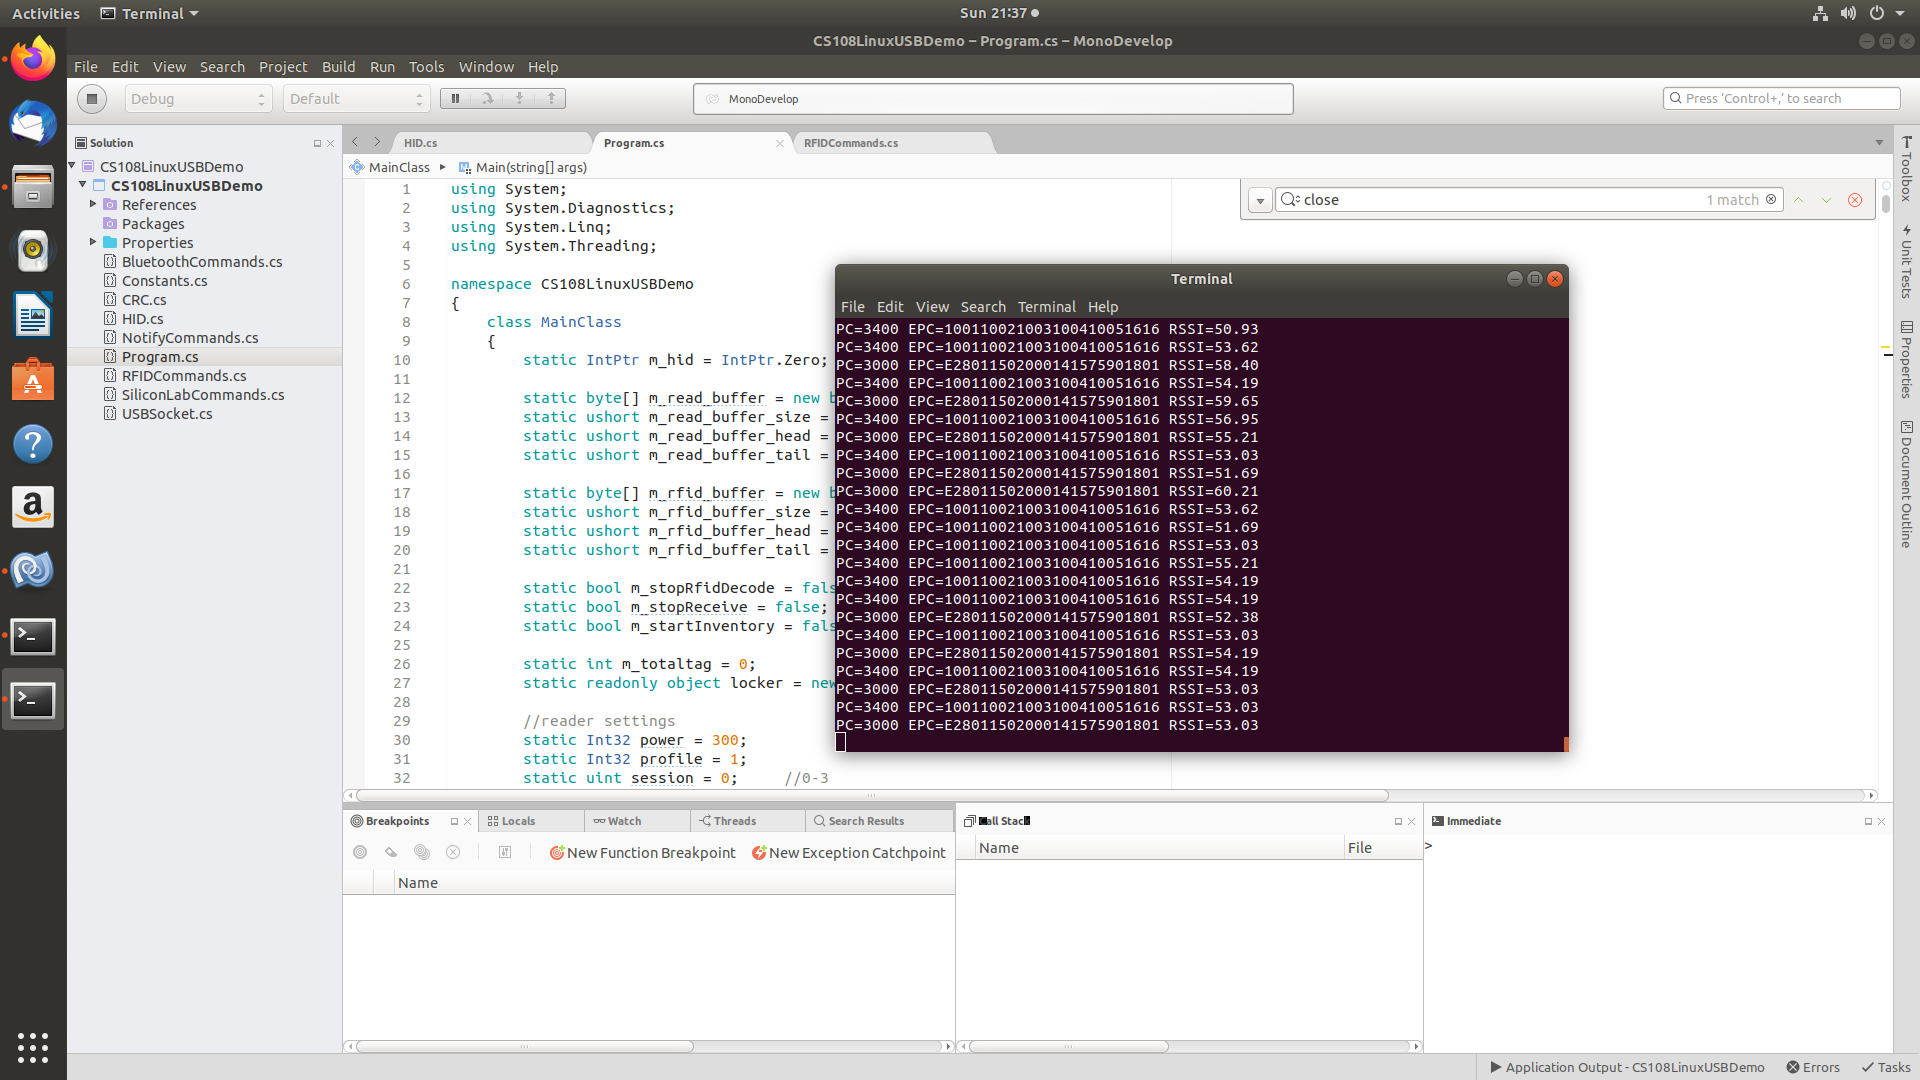 Activities Terminal Sun 21:37
CS108LinuxUSBDemo – Program.cs – MonoDevelop
File Edit View Search Project Build Run Tools Window Help
Debug Default MonoDevelop Press ‘Control+,’ to search
Solution
CS108LinuxUSBDemo
CS108LinuxUSBDemo
References
Packages
Properties
BluetoothCommands.cs
Constants.cs
CRC.cs
HID.cs
NotifyCommands.cs
Program.cs
RFIDCommands.cs
SiliconLabCommands.cs
USBSocket.cs
HID.cs Program.cs RFIDCommands.cs
MainClass Main(string[] args)
close 1 match
1 using System;
2 using System.Diagnostics;
3 using System.Linq;
4 using System.Threading;
5
6 namespace CS108LinuxUSBDemo
7 {
8 class MainClass
9 {
10 static IntPtr m_hid = IntPtr.Zero;
11
12 static byte[] m_read_buffer = new b
13 static ushort m_read_buffer_size =
14 static ushort m_read_buffer_head =
15 static ushort m_read_buffer_tail =
16
17 static byte[] m_rfid_buffer = new b
18 static ushort m_rfid_buffer_size =
19 static ushort m_rfid_buffer_head =
20 static ushort m_rfid_buffer_tail =
21
22 static bool m_stopRfidDecode = fals
23 static bool m_stopReceive = false;
24 static bool m_startInventory = fals
25
26 static int m_totaltag = 0;
27 static readonly object locker = new
28
29 //reader settings
30 static Int32 power = 300;
31 static Int32 profile = 1;
32 static uint session = 0; //0-3
Terminal
File Edit View Search Terminal Help
PC=3400 EPC=100110021003100410051616 RSSI=50.93
PC=3400 EPC=100110021003100410051616 RSSI=53.62
PC=3000 EPC=E28011502000141575901801 RSSI=58.40
PC=3400 EPC=100110021003100410051616 RSSI=54.19
PC=3000 EPC=E28011502000141575901801 RSSI=59.65
PC=3400 EPC=100110021003100410051616 RSSI=56.95
PC=3000 EPC=E28011502000141575901801 RSSI=55.21
PC=3400 EPC=100110021003100410051616 RSSI=53.03
PC=3000 EPC=E28011502000141575901801 RSSI=51.69
PC=3000 EPC=E28011502000141575901801 RSSI=60.21
PC=3400 EPC=100110021003100410051616 RSSI=53.62
PC=3400 EPC=100110021003100410051616 RSSI=51.69
PC=3400 EPC=100110021003100410051616 RSSI=53.03
PC=3400 EPC=100110021003100410051616 RSSI=55.21
PC=3400 EPC=100110021003100410051616 RSSI=54.19
PC=3400 EPC=100110021003100410051616 RSSI=54.19
PC=3000 EPC=E28011502000141575901801 RSSI=52.38
PC=3400 EPC=100110021003100410051616 RSSI=53.03
PC=3000 EPC=E28011502000141575901801 RSSI=54.19
PC=3400 EPC=100110021003100410051616 RSSI=54.19
PC=3000 EPC=E28011502000141575901801 RSSI=53.03
PC=3400 EPC=100110021003100410051616 RSSI=53.03
PC=3000 EPC=E28011502000141575901801 RSSI=53.03
Toolbox
Unit Tests
Properties
Document Outline
Breakpoints Locals Watch Threads Search Results
New Function Breakpoint New Exception Catchpoint
Name
Call Stack
Name File
Immediate
>
Application Output - CS108LinuxUSBDemo Errors Tasks